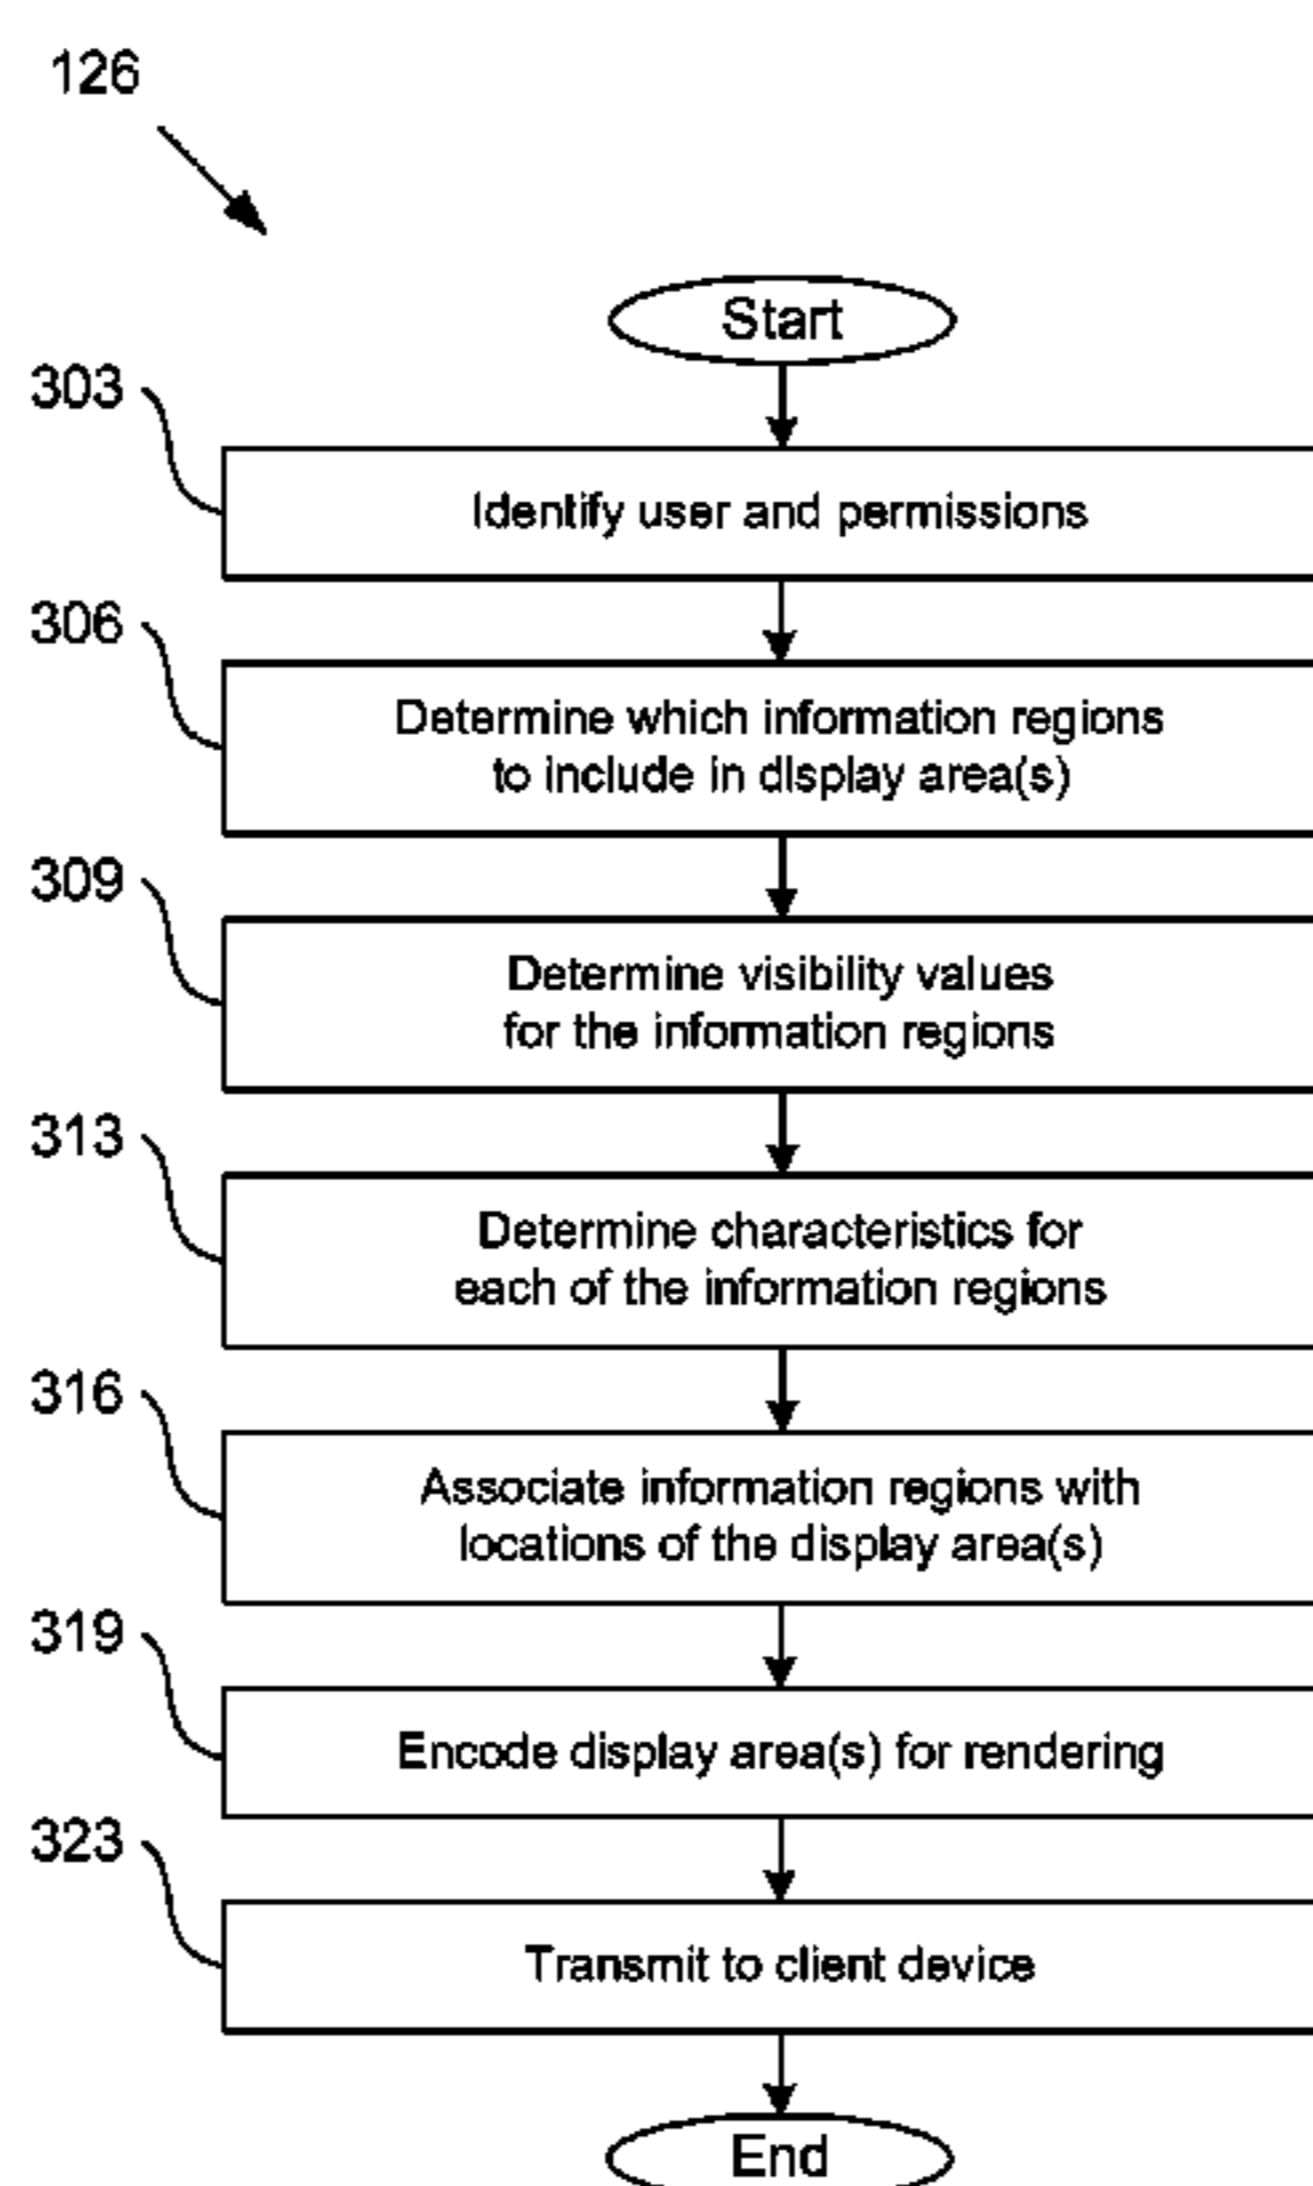 126
Start
303
Identify user and permissions
306
Determine which information regions
to include in display area(s)
309
Determine visibility values
for the information regions
313
Determine characteristics for
each of the information regions
316
Associate information regions with
locations of the display area(s)
319
Encode display area(s) for rendering
323
Transmit to client device
End